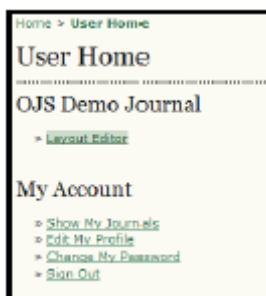 Home > User Home
User Home
OJS Demo Journal
» Layout Editor
My Account
» Show My Journals
» Edit My Profile
» Change My Password
» Sign Out